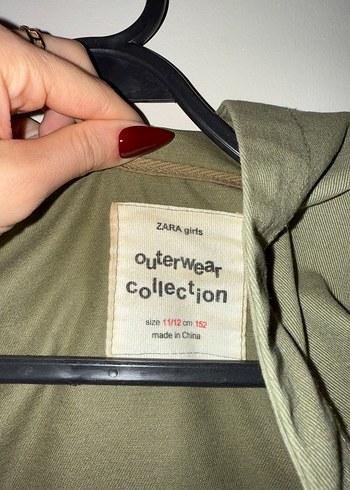 ZARA girls
outerwear
collection
size 11/12 cm 152
made in China